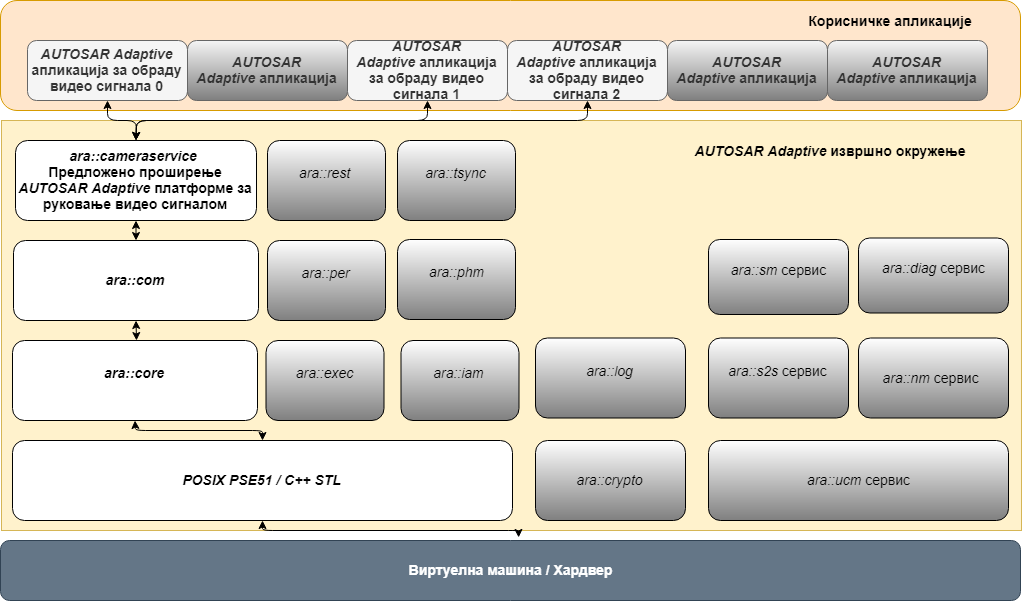 Корисничке апликације
AUTOSAR Adaptive
апликација за обраду
видео сигнала 0
AUTOSAR
Adaptive апликација
AUTOSAR
Adaptive апликација
за обраду видео
сигнала 1
AUTOSAR
Adaptive апликација
за обраду видео
сигнала 2
AUTOSAR
Adaptive апликација
AUTOSAR
Adaptive апликација
AUTOSAR Adaptive извршно окружење
ara::cameraservice
Предложено проширење
AUTOSAR Adaptive платформе за
руковање видео сигналом
ara::rest
ara::tsync
ara::com
ara::per
ara::phm
ara::sm сервис
ara::diag сервис
ara::core
ara::exec
ara::iam
ara::log
ara::s2s сервис
ara::nm сервис
POSIX PSE51 / C++ STL
ara::crypto
ara::ucm сервис
Виртуелна машина / Хардвер